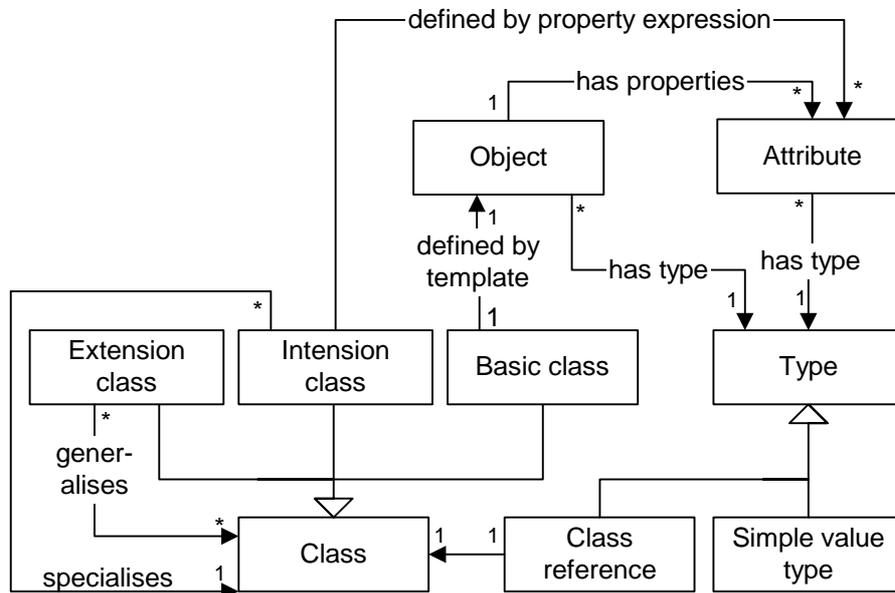 defined by property expression
has properties
1
*
*
Object
Attribute
1
*
*
defined by
template
has type
has type
*
1
1
1
Extension
class
Intension
class
Basic class
Type
*
gener-
alises
*
Class
1
1
Class
reference
Simple value
type
specialises
1